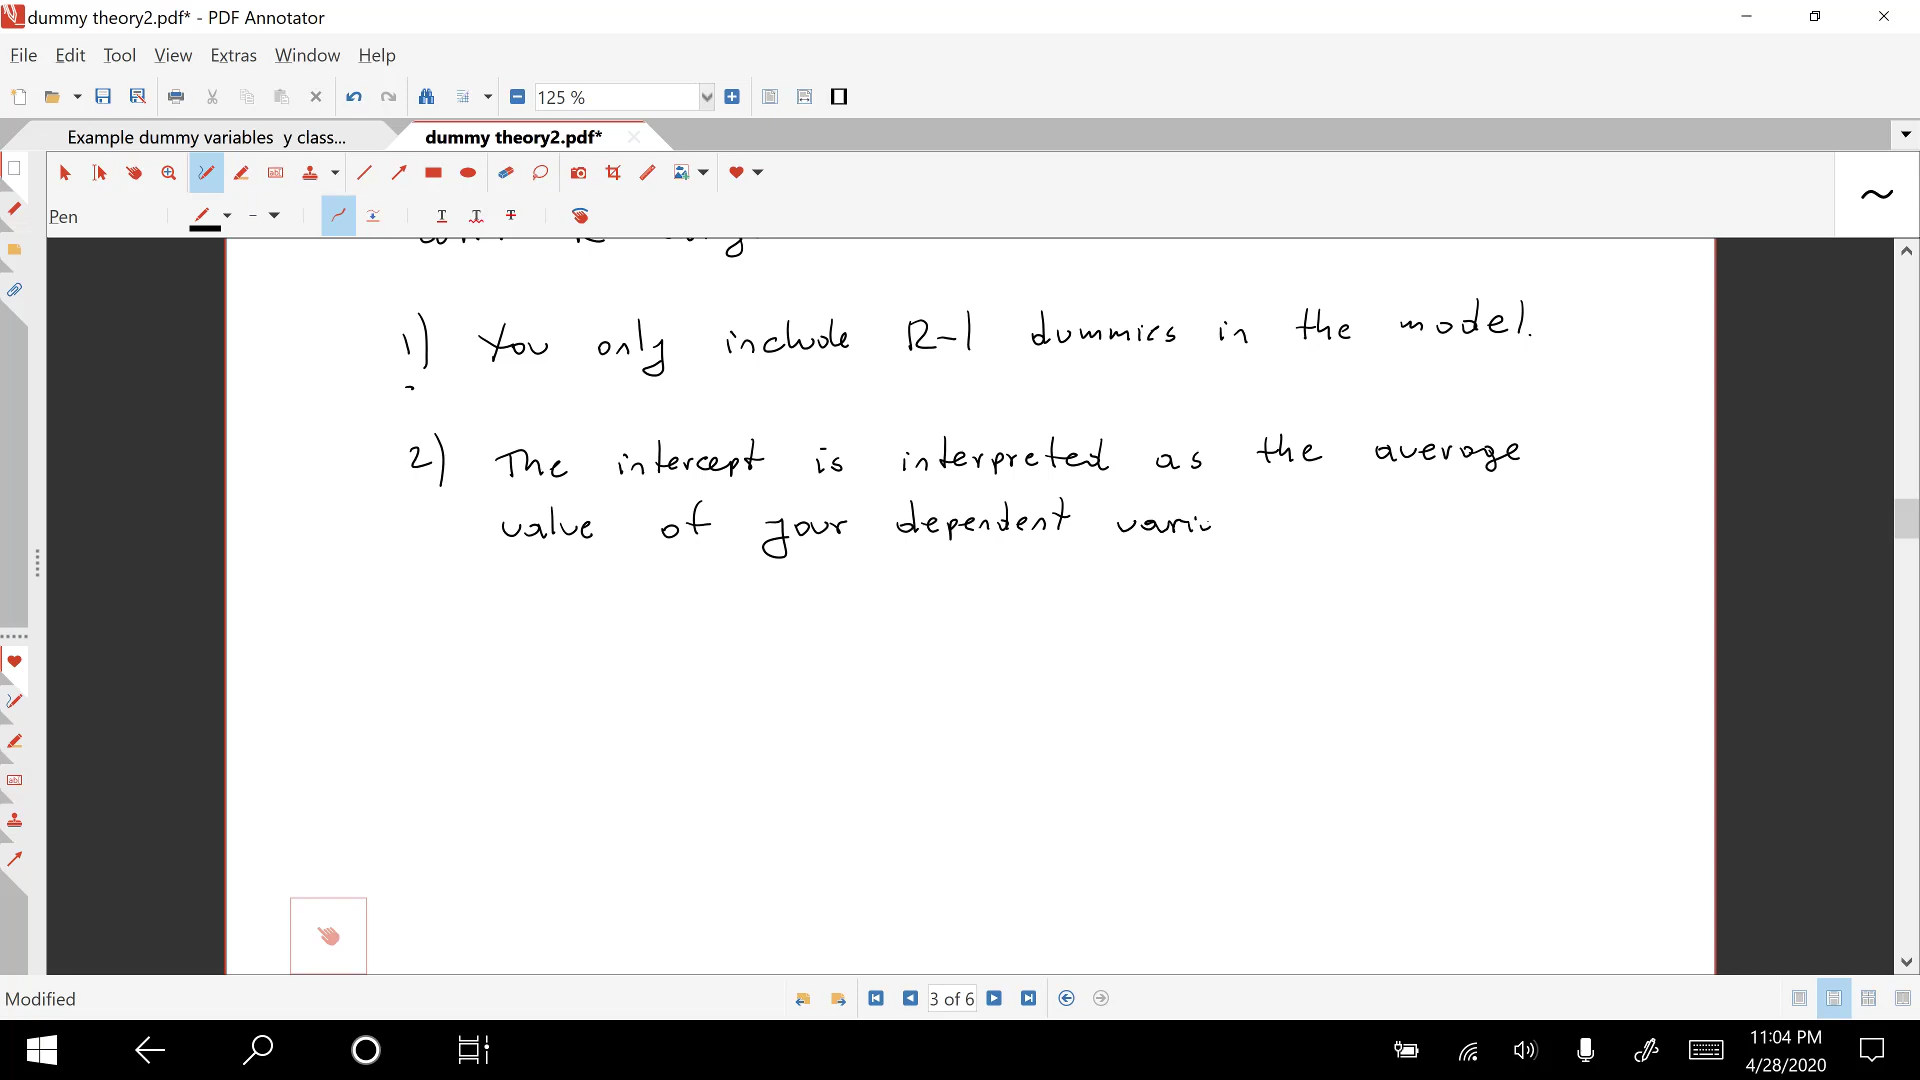 dummy theory2.pdf* - PDF Annotator
File Edit Tool View Extras Window Help
125 %
Example dummy variables y class...
dummy theory2.pdf*
Pen
1) You only include R-1 dummies in the model.
2) The intercept is interpreted as the average
value of your dependent vari
Modified
3 of 6
11:04 PM
4/28/2020